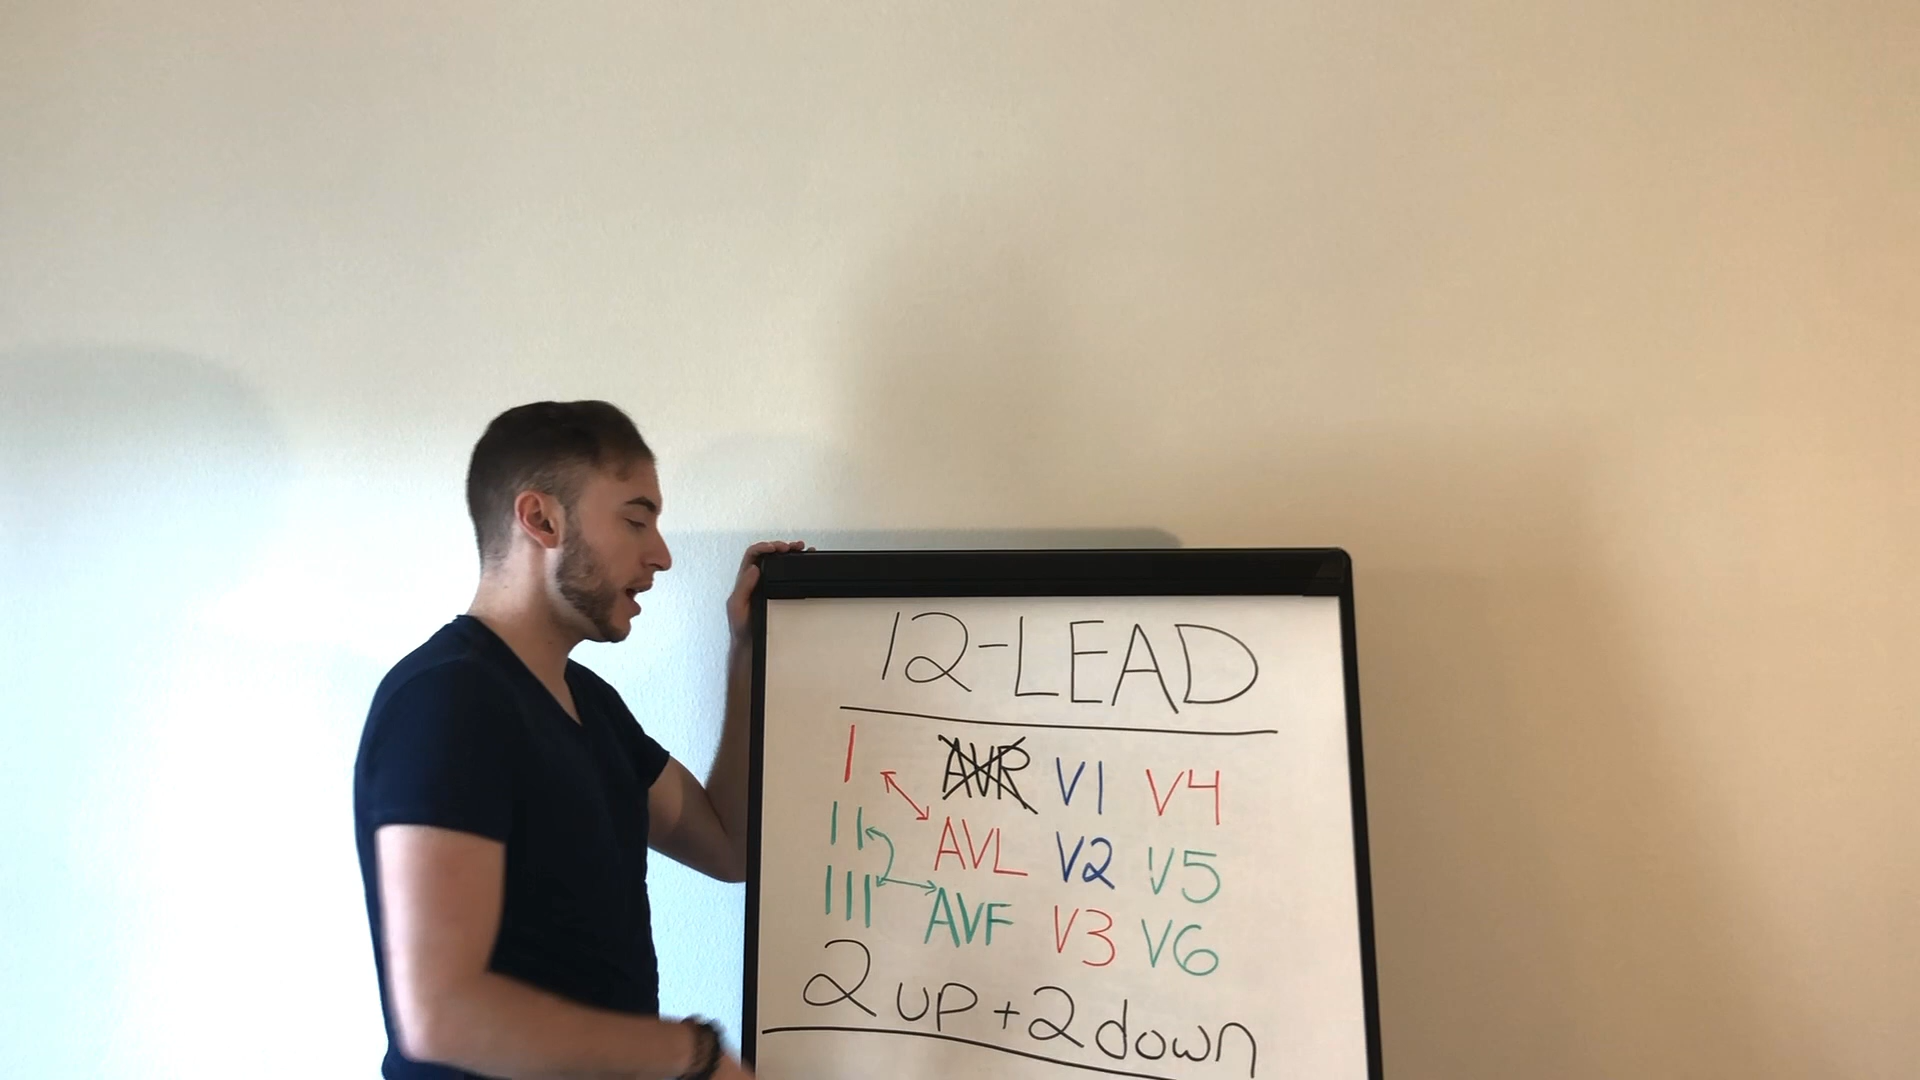 12-LEAD
I AVR V1 V4
II AVL V2 V5
III AVF V3 V6
2 up + 2 down